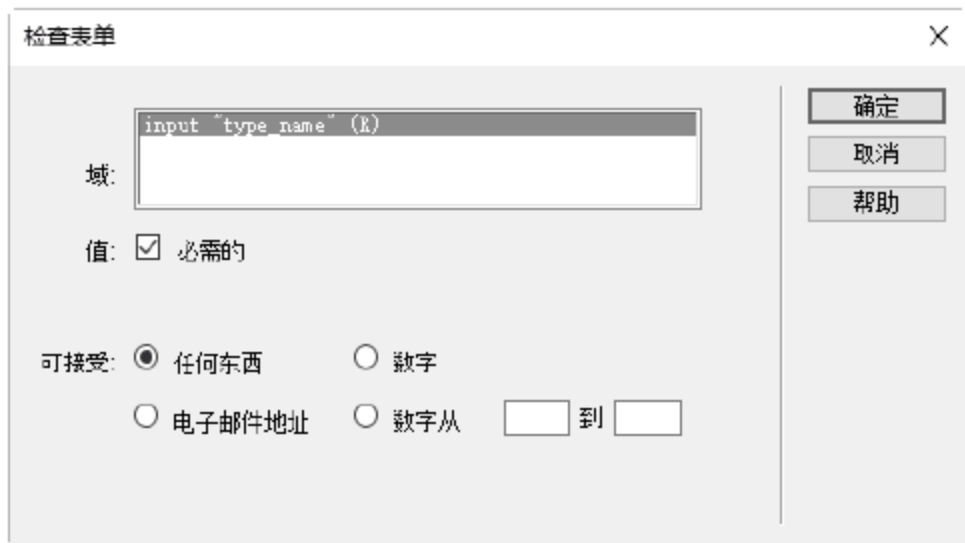 检查表单
input "type_name" (R)
域:
值: 必需的
可接受: 任何东西 数字
电子邮件地址 数字从 到
确定
取消
帮助